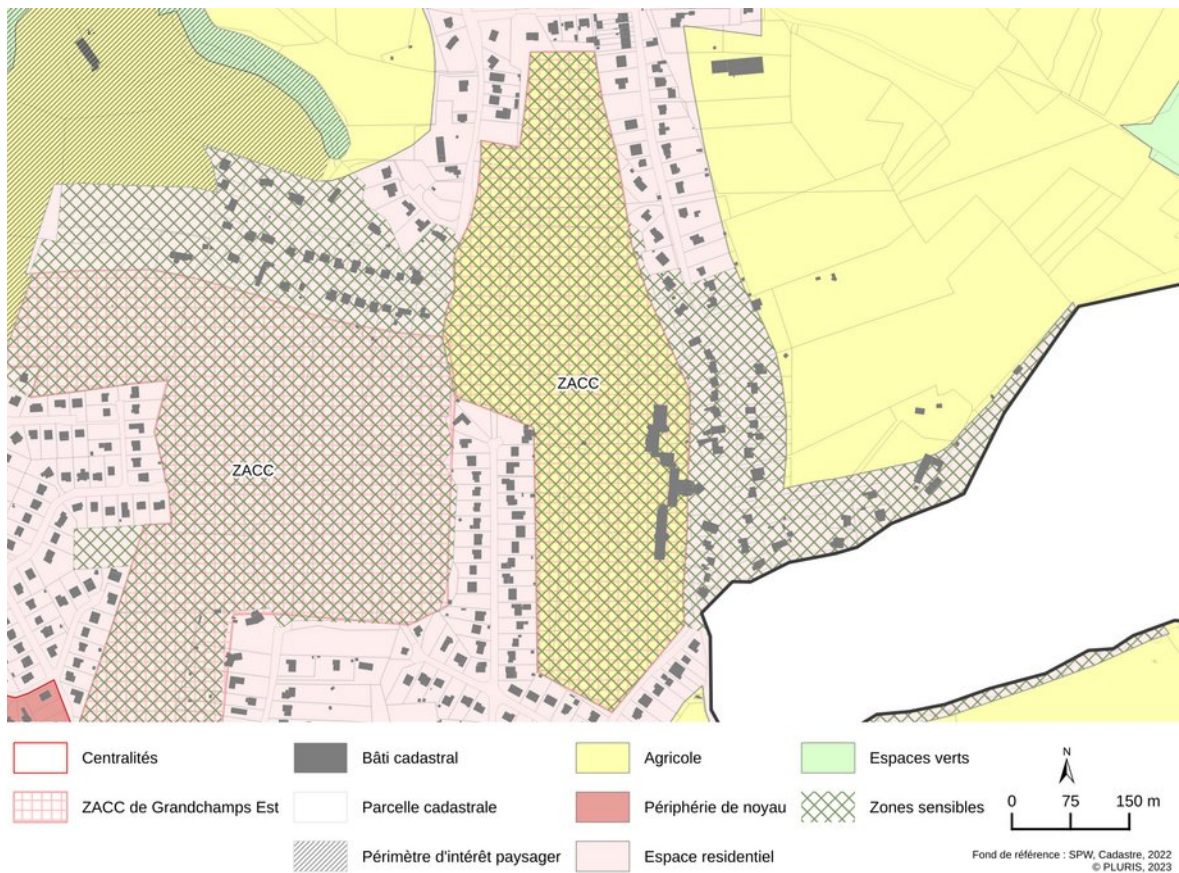 ZACC
ZACC
Centralités
Bâti cadastral
Agricole
Espaces verts
N
ZACC de Grandchamps Est
Parcelle cadastrale
Périphérie de noyau
Zones sensibles
0 75 150 m
Périmètre d'intérêt paysager
Espace residentiel
Fond de référence : SPW, Cadastre, 2022
© PLURIS, 2023